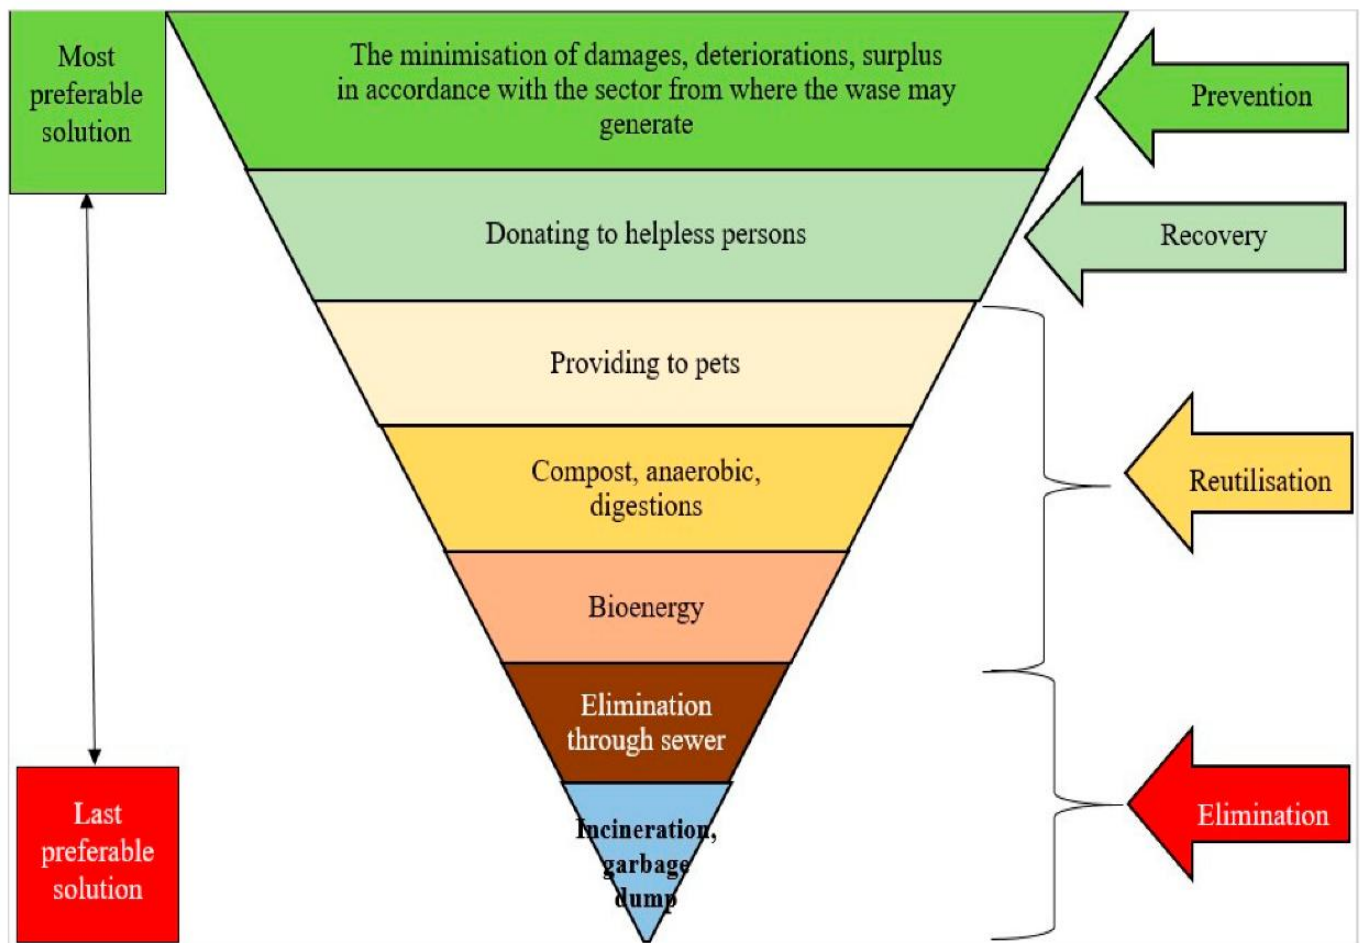 Most
preferable
solution
The minimisation of damages, deteriorations, surplus
in accordance with the sector from where the wase may
generate
Prevention
Donating to helpless persons
Recovery
Providing to pets
Compost, anaerobic,
digestions
Reutilisation
Bioenergy
Elimination
through sewer
Last
preferable
solution
Incineration,
garbage
dump
Elimination